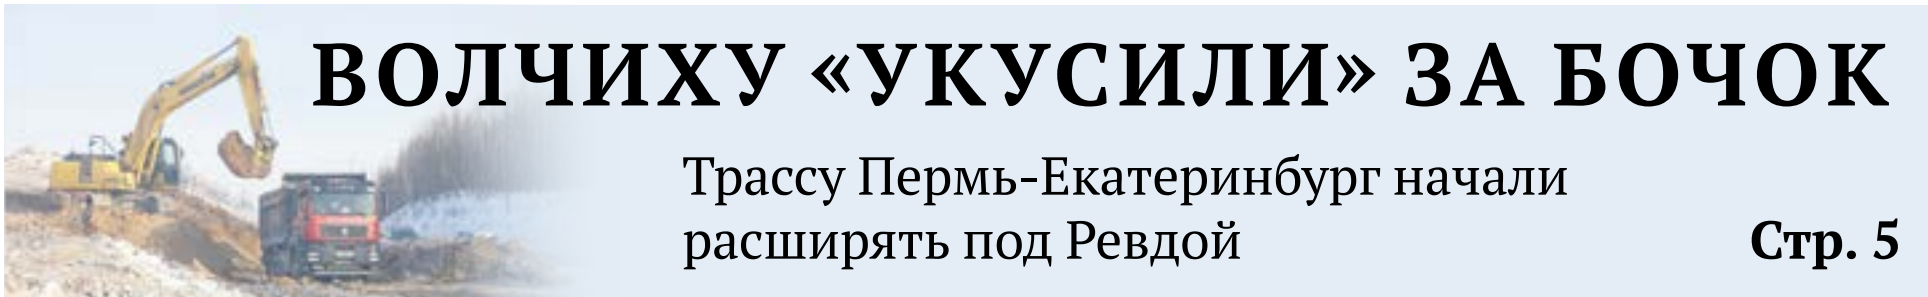 ВОЛЧИХУ «УКУСИЛИ» ЗА БОЧОК
Трассу Пермь-Екатеринбург начали
расширять под Ревдой
Стр. 5